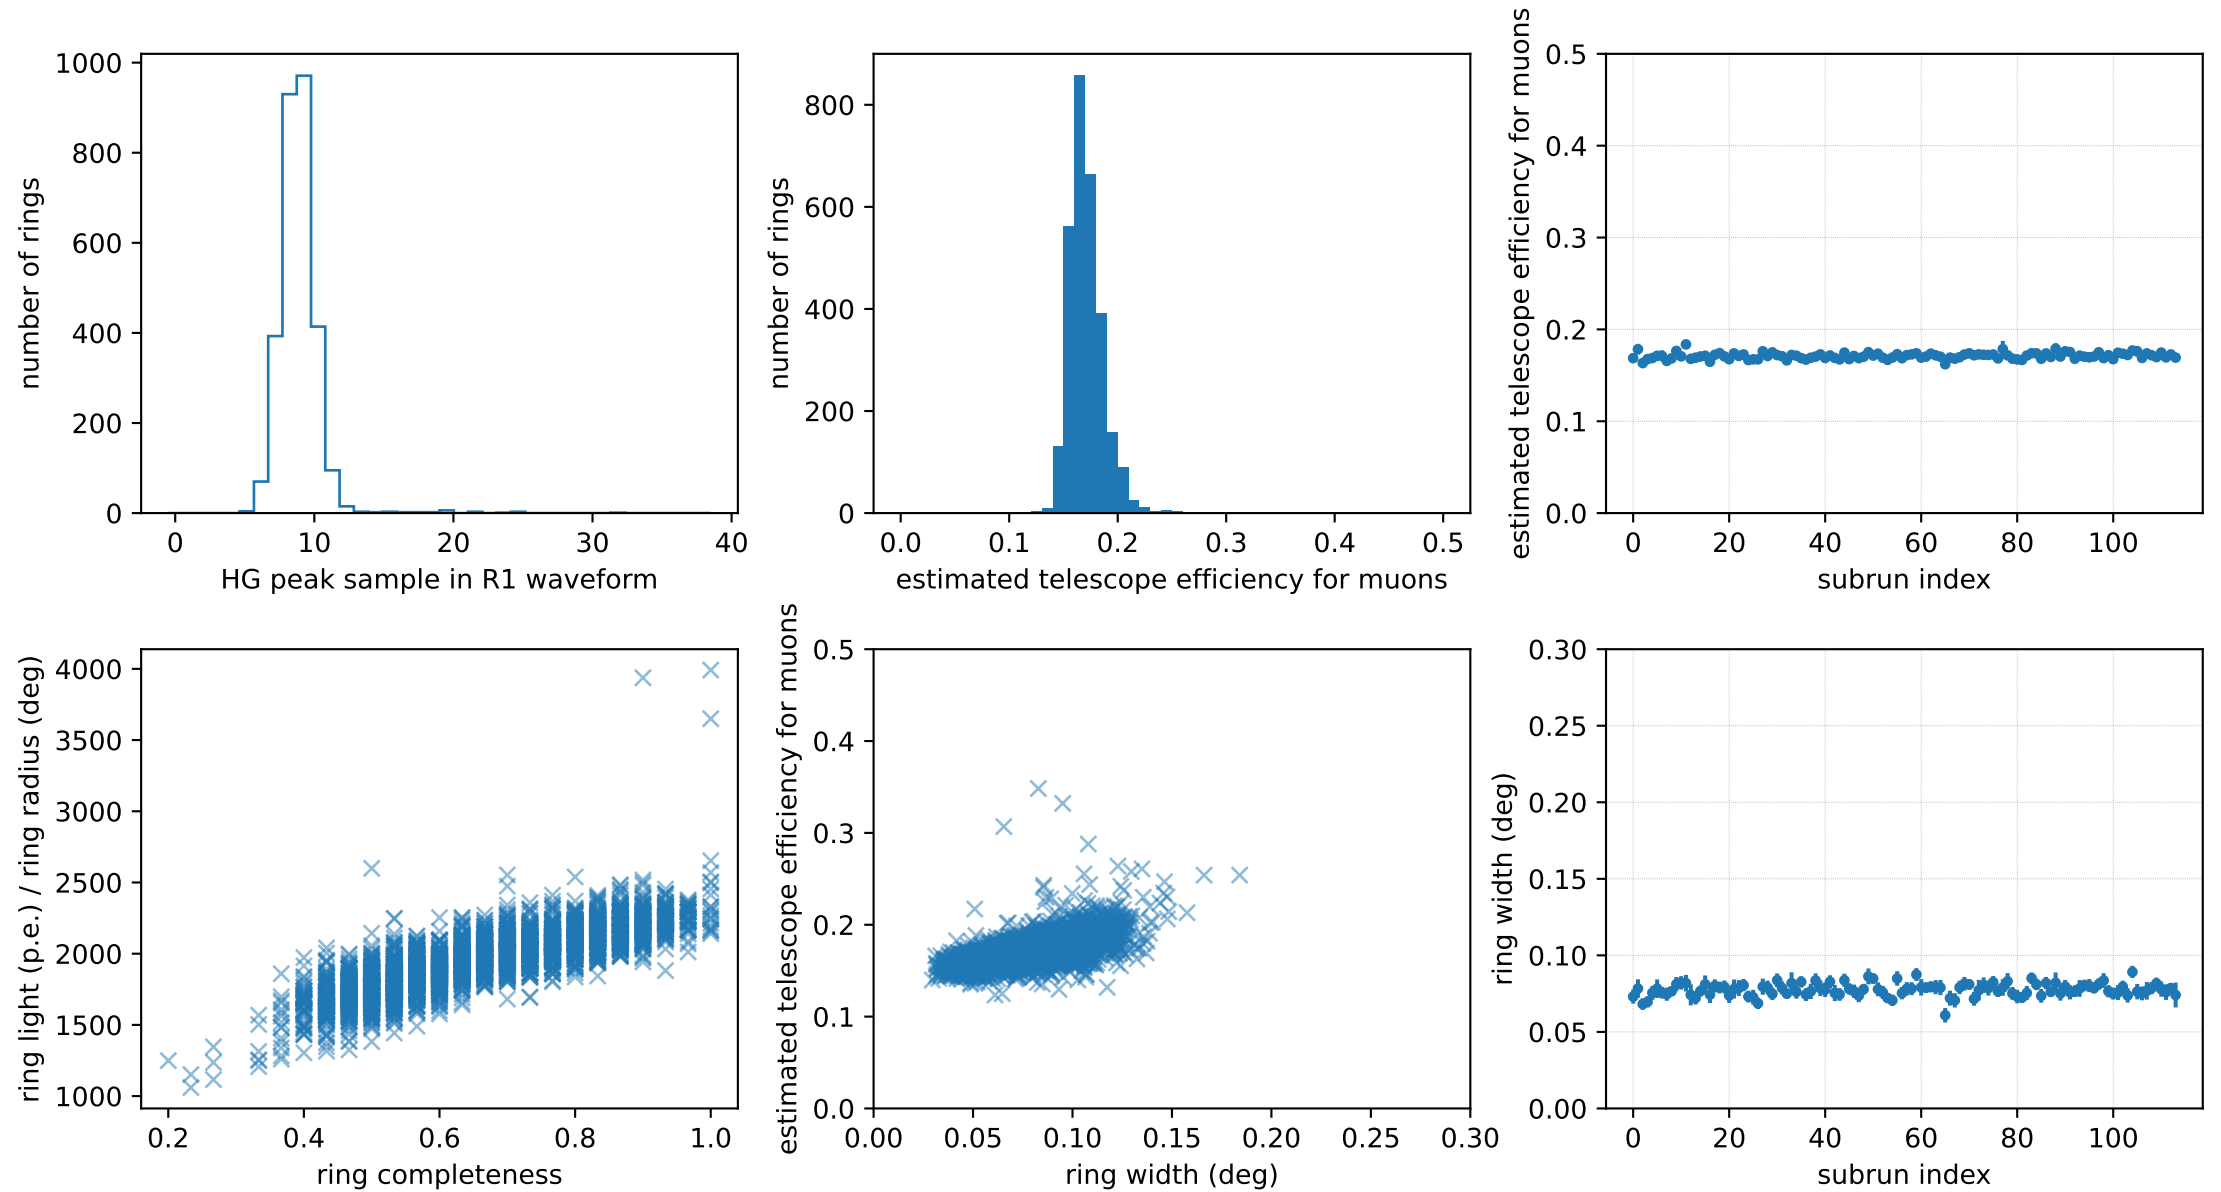 1000
800
600
400
200
0
number of rings
0 10 20 30 40
HG peak sample in R1 waveform
800
600
400
200
0
number of rings
0.0 0.1 0.2 0.3 0.4 0.5
estimated telescope efficiency for muons
0.5
0.4
0.3
0.2
0.1
0.0
estimated telescope efficiency for muons
0 20 40 60 80 100
subrun index
4000
3500
3000
2500
2000
1500
1000
ring light (p.e.) / ring radius (deg)
0.2 0.4 0.6 0.8 1.0
ring completeness
0.5
0.4
0.3
0.2
0.1
0.0
estimated telescope efficiency for muons
0.00 0.05 0.10 0.15 0.20 0.25 0.30
ring width (deg)
0.30
0.25
0.20
0.15
0.10
0.05
0.00
ring width (deg)
0 20 40 60 80 100
subrun index